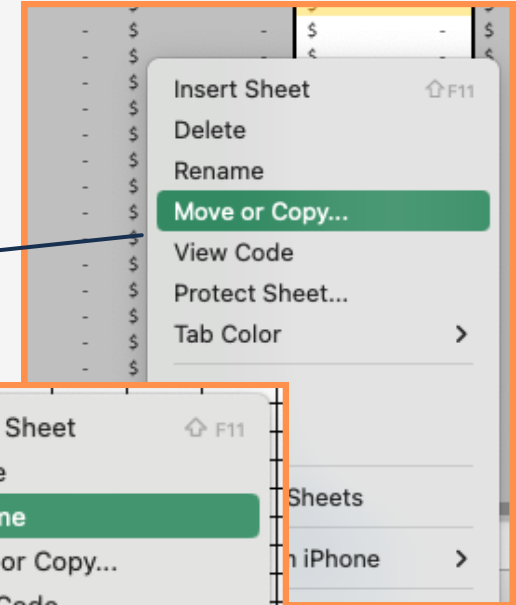 - $ - $ - $
- $ $
- $
- $
- $
- $
- $
- $
$
- $
- $
- $
- $
- $
Insert Sheet ⇧F11
Delete
Rename
Move or Copy...
View Code
Protect Sheet...
Tab Color >
Sheets
iPhone >
Sheet ⇧ F11
or Copy...